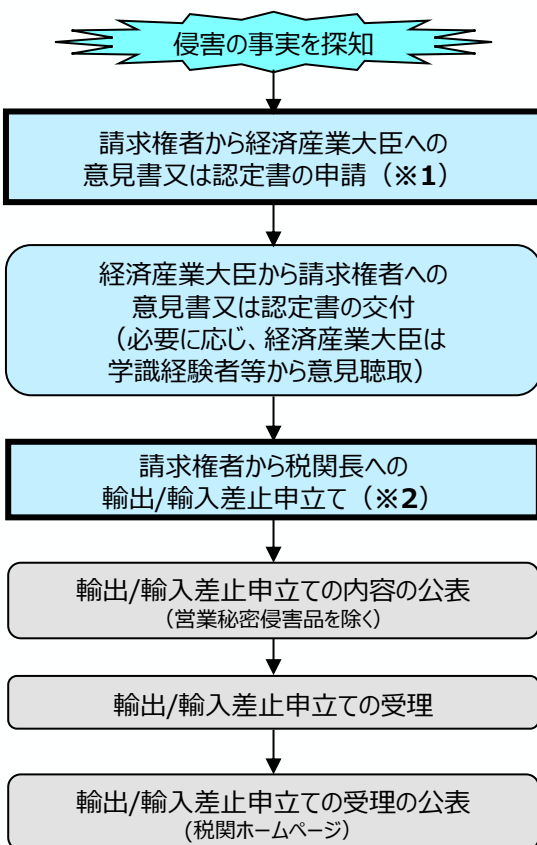 侵害の事実を探知
請求権者から経済産業大臣への
意見書又は認定書の申請（※1）
経済産業大臣から請求権者への
意見書又は認定書の交付
（必要に応じ、経済産業大臣は
学識経験者等から意見聴取）
請求権者から税関長への
輸出/輸入差止申立て（※2）
輸出/輸入差止申立ての内容の公表
（営業秘密侵害品を除く）
輸出/輸入差止申立ての受理
輸出/輸入差止申立ての受理の公表
(税関ホームページ）